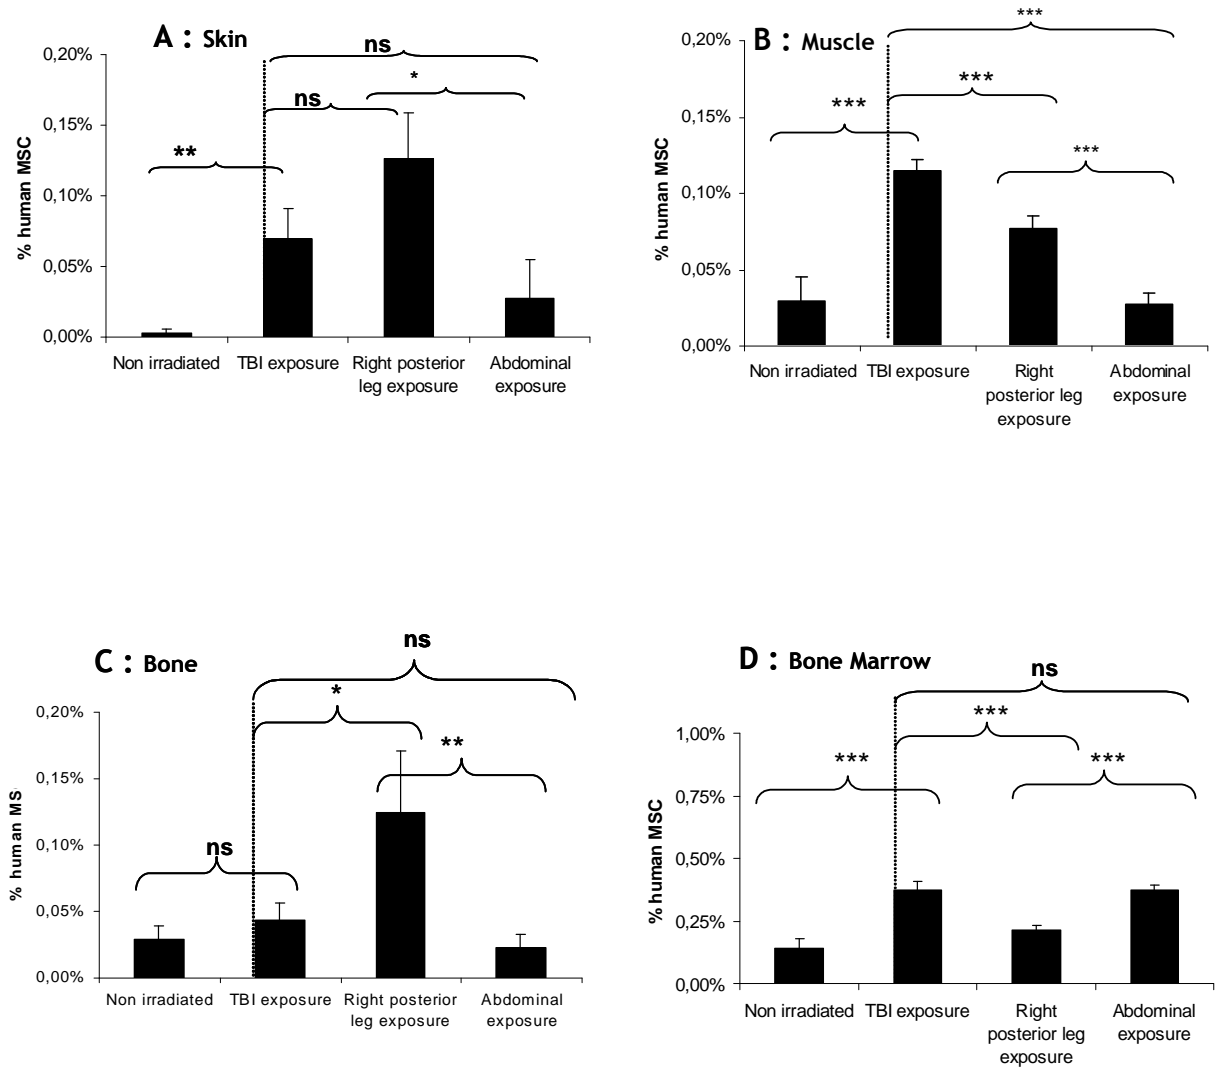 A : Skin
ns
*
ns
**
0,20%
0,15%
0,10%
0,05%
0,00%
% human MSC
Non irradiated
TBI exposure
Right posterior
leg exposure
Abdominal
exposure
B : Muscle
***
***
***
***
0,20%
0,15%
0,10%
0,05%
0,00%
% human MSC
Non irradiated
TBI exposure
Right
posterior leg
exposure
Abdominal
exposure
C : Bone
ns
*
**
ns
0,20%
0,15%
0,10%
0,05%
0,00%
% human MS
Non irradiated
TBI exposure
Right posterior
leg exposure
Abdominal
exposure
D : Bone Marrow
ns
***
***
***
1,00%
0,75%
0,50%
0,25%
0,00%
% human MSC
Non irradiated
TBI exposure
Right
posterior leg
exposure
Abdominal
exposure